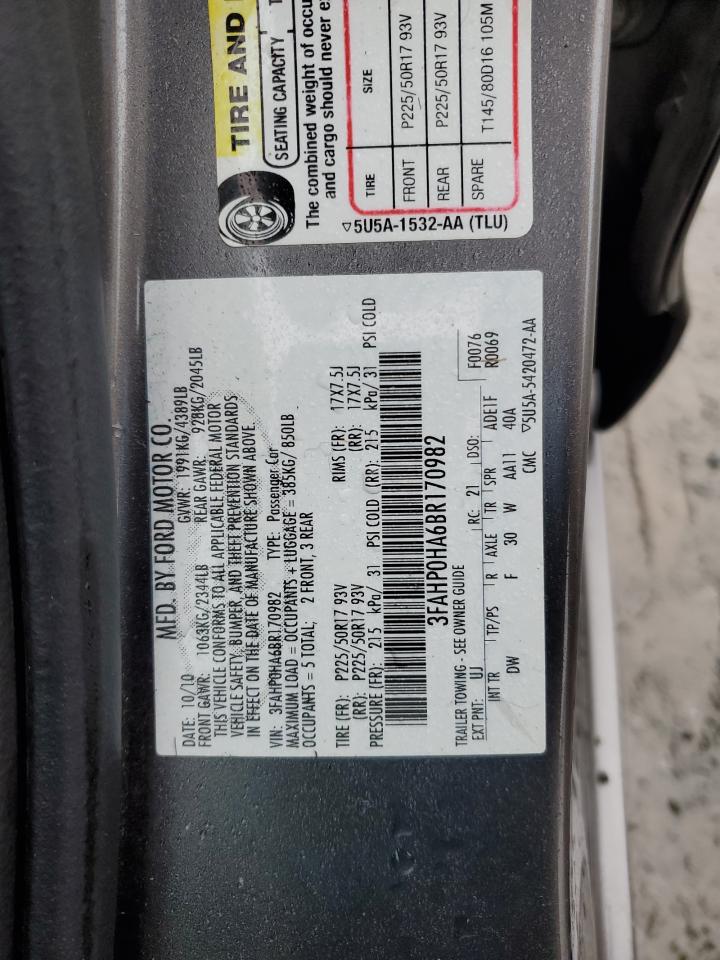 TIRE AND
SEATING CAPACITY
The combined weight of occu
and cargo should never e
TIRE SIZE
FRONT P225/50R17 93V
REAR P225/50R17 93V
SPARE T145/80D16 105M
▽5U5A-1532-AA (TLU)
MFD. BY FORD MOTOR CO.
DATE: 10/10 GVWR: 1991KG/4389LB
FRONT GAWR: 1063KG/2344LB REAR GAWR: 928KG/2045LB
THIS VEHICLE CONFORMS TO ALL APPLICABLE FEDERAL MOTOR
VEHICLE SAFETY, BUMPER, AND THEFT PREVENTION STANDARDS
IN EFFECT ON THE DATE OF MANUFACTURE SHOWN ABOVE.
VIN: 3FAHP0HA6BR170982 TYPE: Passenger Car
MAXIMUM LOAD = OCCUPANTS + LUGGAGE = 385KG/ 850LB
OCCUPANTS = 5 TOTAL; 2 FRONT, 3 REAR
TIRE (FR): P225/50R17 93V RIMS (FR): 17X7.5J
(RR): P225/50R17 93V (RR): 17X7.5J
PRESSURE (FR): 215 kPa/ 31 PSI COLD (RR): 215 kPa/ 31 PSI COLD
3FAHP0HA6BR170982
TRAILER TOWING - SEE OWNER GUIDE F0076
EXT PNT: UJ RC: 21 DSO: R0069
INT TR TP/PS R AXLE TR SPR ADE1F
DW F 30 W AA11 40A
CMC ▽5U5A-5420472-AA